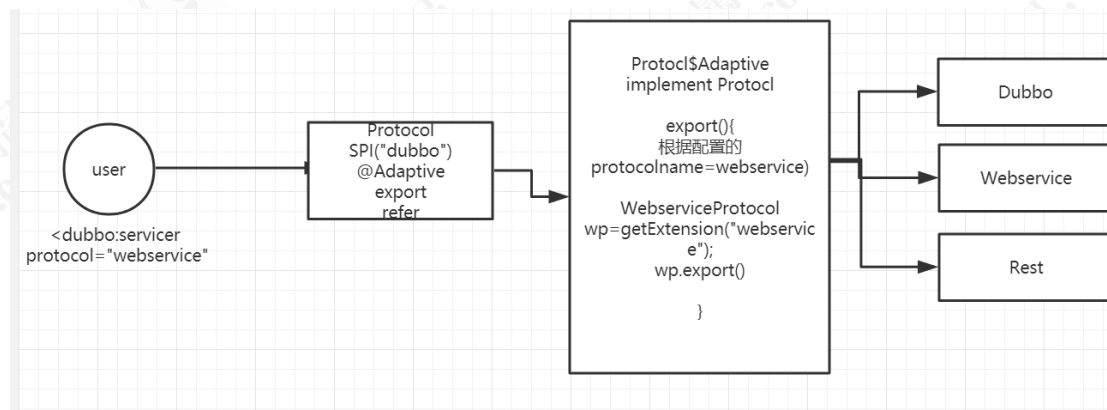 user
<dubbo:servicer
protocol="webservice"
Protocol
SPI("dubbo")
@Adaptive
export
refer
Protocl$Adaptive
implement Protocl
export(){
根据配置的
protocolname=webservice)
WebserviceProtocol
wp=getExtension("webservic
e");
wp.export()
}
Dubbo
Webservice
Rest